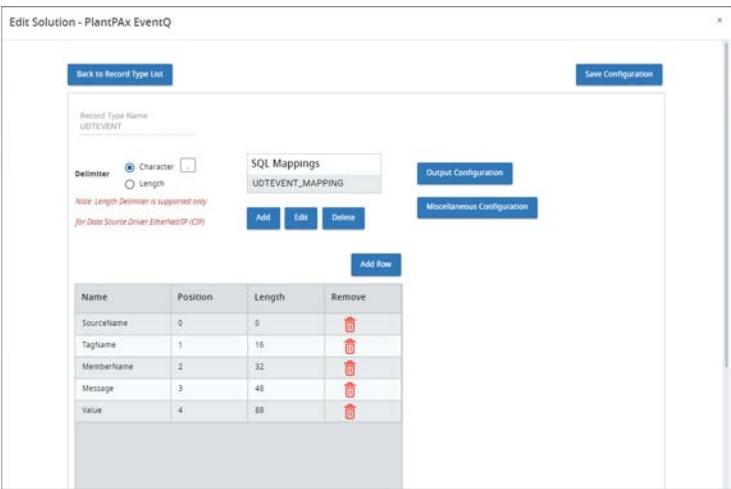 Edit Solution - PlantPAx EventQ
×
Back to Record Type List
Save Configuration
Record Type Name
UDTEVENT
Delimiter
Character ,
Length
Note: Length Delimiter is supported only
for Data Source Driver EtherNet/IP (CIP)
SQL Mappings
UDTEVENT_MAPPING
Add Edit Delete
Output Configuration
Miscellaneous Configuration
Add Row
Name Position Length Remove
SourceName 0 0
TagName 1 16
MemberName 2 32
Message 3 48
Value 4 88